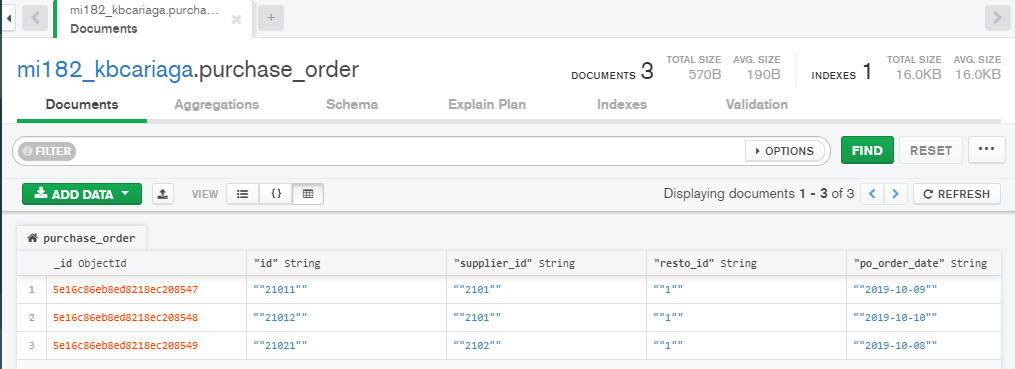 mi182_kbcariaga.purcha...
Documents
mi182_kbcariaga.purchase_order
DOCUMENTS 3 TOTAL SIZE 570B AVG. SIZE 190B INDEXES 1 TOTAL SIZE 16.0KB AVG. SIZE 16.0KB
Documents Aggregations Schema Explain Plan Indexes Validation
FILTER OPTIONS FIND RESET ...
ADD DATA VIEW {} Displaying documents 1 - 3 of 3 < > REFRESH
purchase_order
_id ObjectId "id" String "supplier_id" String "resto_id" String "po_order_date" String
1 5e16c86eb8ed8218ec208547 ""21011"" ""2101"" ""1"" ""2019-10-09""
2 5e16c86eb8ed8218ec208548 ""21012"" ""2101"" ""1"" ""2019-10-10""
3 5e16c86eb8ed8218ec208549 ""21021"" ""2102"" ""1"" ""2019-10-08""